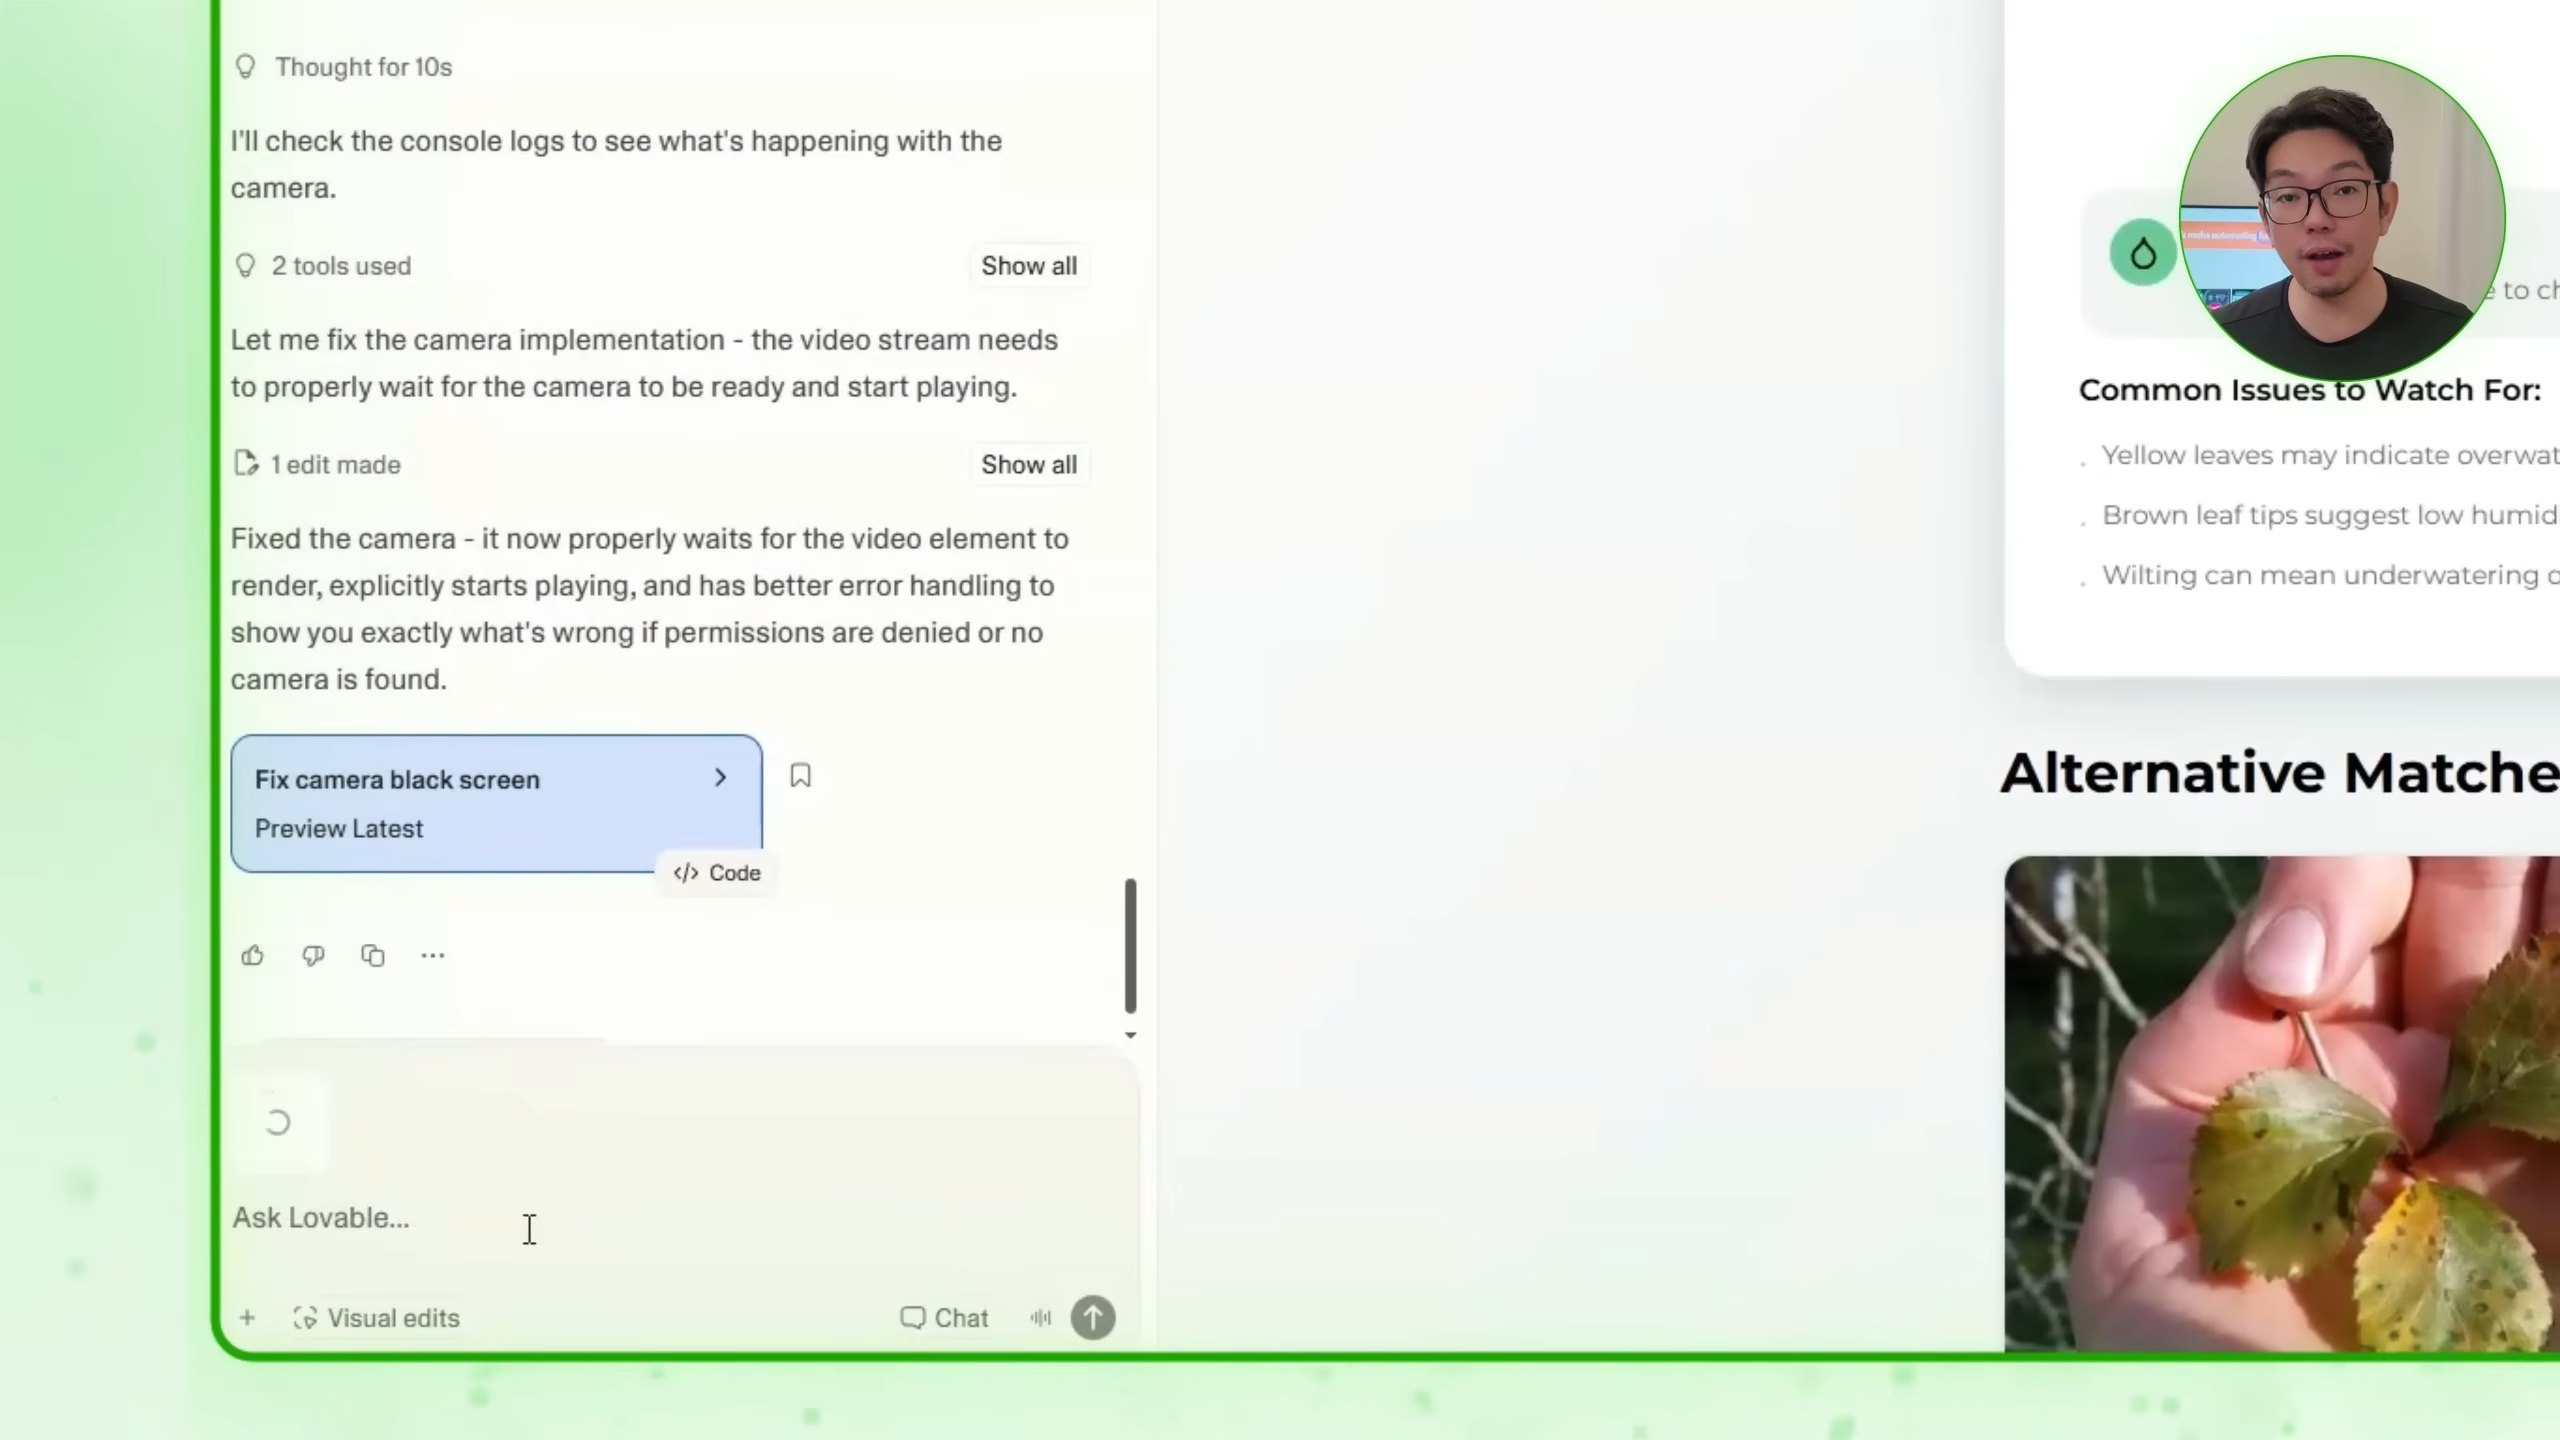 Thought for 10s
I'll check the console logs to see what's happening with the
camera.
2 tools used
Show all
Let me fix the camera implementation - the video stream needs
to properly wait for the camera to be ready and start playing.
1 edit made
Show all
Fixed the camera - it now properly waits for the video element to
render, explicitly starts playing, and has better error handling to
show you exactly what's wrong if permissions are denied or no
camera is found.
Fix camera black screen
Preview Latest
Code
Ask Lovable...
Visual edits
Chat
to
Common Issues to Watch For:
Yellow leaves may indicate
Brown leaf tips suggest low
Wilting can mean underwatering
Alternative